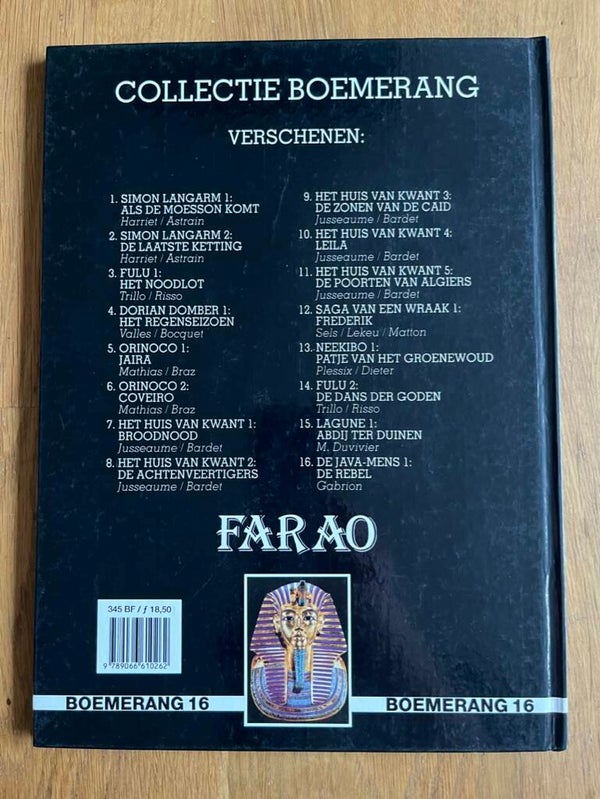 COLLECTIE BOEMERANG
VERSCHENEN:
1. SIMON LANGARM 1:
ALS DE MOESSON KOMT
Harriet / Astrain
2. SIMON LANGARM 2:
DE LAATSTE KETTING
Harriet / Astrain
3. FULU 1:
HET NOODLOT
Trillo / Risso
4. DORIAN DOMBER 1:
HET REGENSEIZOEN
Valles / Bocquet
5. ORINOCO 1:
JAIRA
Mathias / Braz
6. ORINOCO 2:
COVEIRO
Mathias / Braz
7. HET HUIS VAN KWANT 1:
BROODNOOD
Jusseaume / Bardet
8. HET HUIS VAN KWANT 2:
DE ACHTENVEERTIGERS
Jusseaume / Bardet
9. HET HUIS VAN KWANT 3:
DE ZONEN VAN DE CAID
Jusseaume / Bardet
10. HET HUIS VAN KWANT 4:
LEILA
Jusseaume / Bardet
11. HET HUIS VAN KWANT 5:
DE POORTEN VAN ALGIERS
Jusseaume / Bardet
12. SAGA VAN EEN WRAAK 1:
FREDERIK
Sels / Lekeu / Matton
13. NEEKIBO 1:
PATJE VAN HET GROENEWOUD
Plessix / Dieter
14. FULU 2:
DE DANS DER GODEN
Trillo / Risso
15. LAGUNE 1:
ABDIJ TER DUINEN
M. Duvivier
16. DE JAVA-MENS 1:
DE REBEL
Gabrion
FARAO
345 BF / ƒ 18,50
9 789066 610262
BOEMERANG 16
BOEMERANG 16